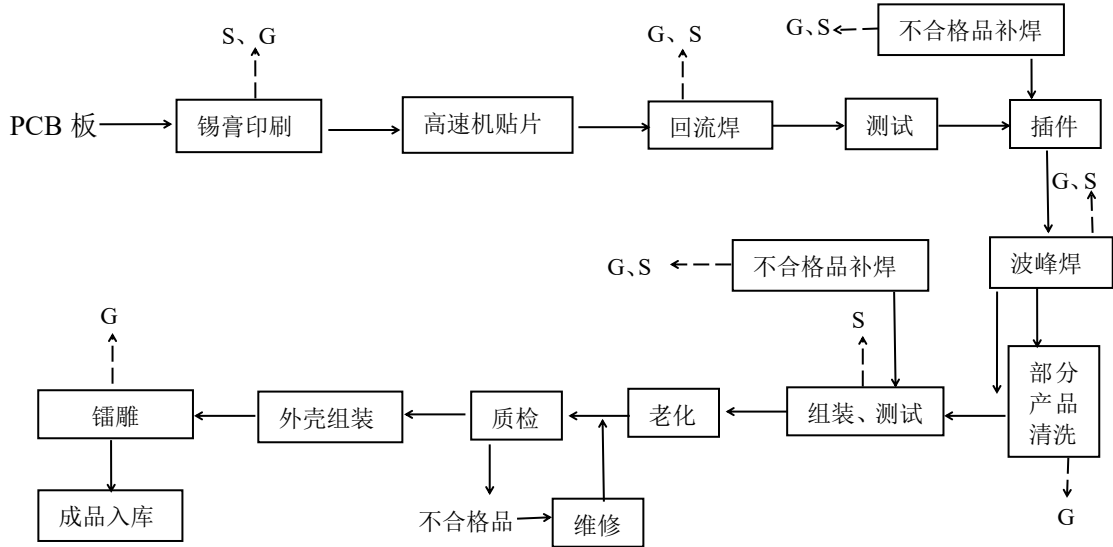 S、G
G、S
G、S
不合格品补焊
PCB 板
锡膏印刷
高速机贴片
回流焊
测试
插件
G、S
G、S
不合格品补焊
波峰焊
G
S
镭雕
外壳组装
质检
老化
组装、测试
部分
产品
清洗
成品入库
不合格品
维修
G